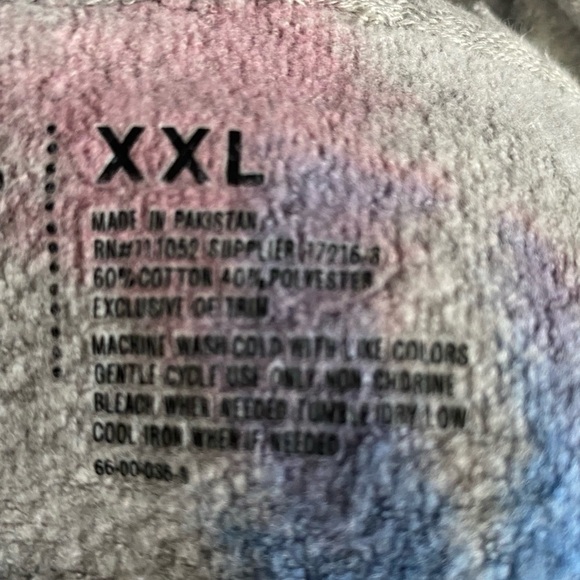 XXL
MADE IN PAKISTAN
RN#111052 SUPPLIER 17216-3
60% COTTON 40% POLYESTER
EXCLUSIVE OF TRIM
MACHINE WASH COLD WITH LIKE COLORS
GENTLE CYCLE USE ONLY NON CHORINE
BLEACH WHEN NEEDED TUMBLE DRY LOW
COOL IRON WHEN IF NEEDED